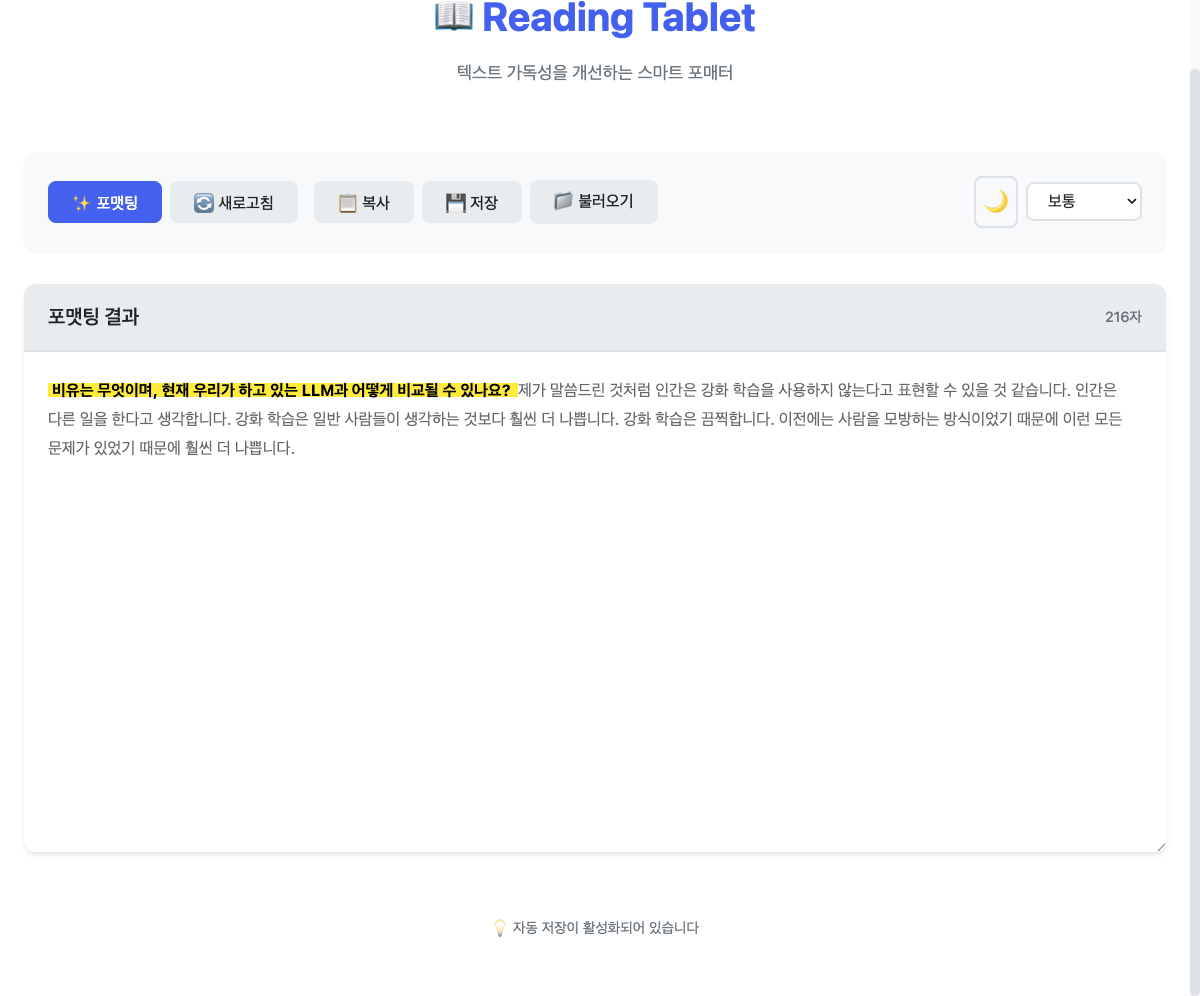 Reading Tablet
텍스트 가독성을 개선하는 스마트 포매터
포맷팅
새로고침
복사
저장
불러오기
보통
포맷팅 결과
216자
비유는 무엇이며, 현재 우리가 하고 있는 LLM과 어떻게 비교될 수 있나요? 제가 말씀드린 것처럼 인간은 강화 학습을 사용하지 않는다고 표현할 수 있을 것 같습니다. 인간은
다른 일을 한다고 생각합니다. 강화 학습은 일반 사람들이 생각하는 것보다 훨씬 더 나쁩니다. 강화 학습은 끔찍합니다. 이전에는 사람을 모방하는 방식이었기 때문에 이런 모든
문제가 있었기 때문에 훨씬 더 나쁩니다.
자동 저장이 활성화되어 있습니다